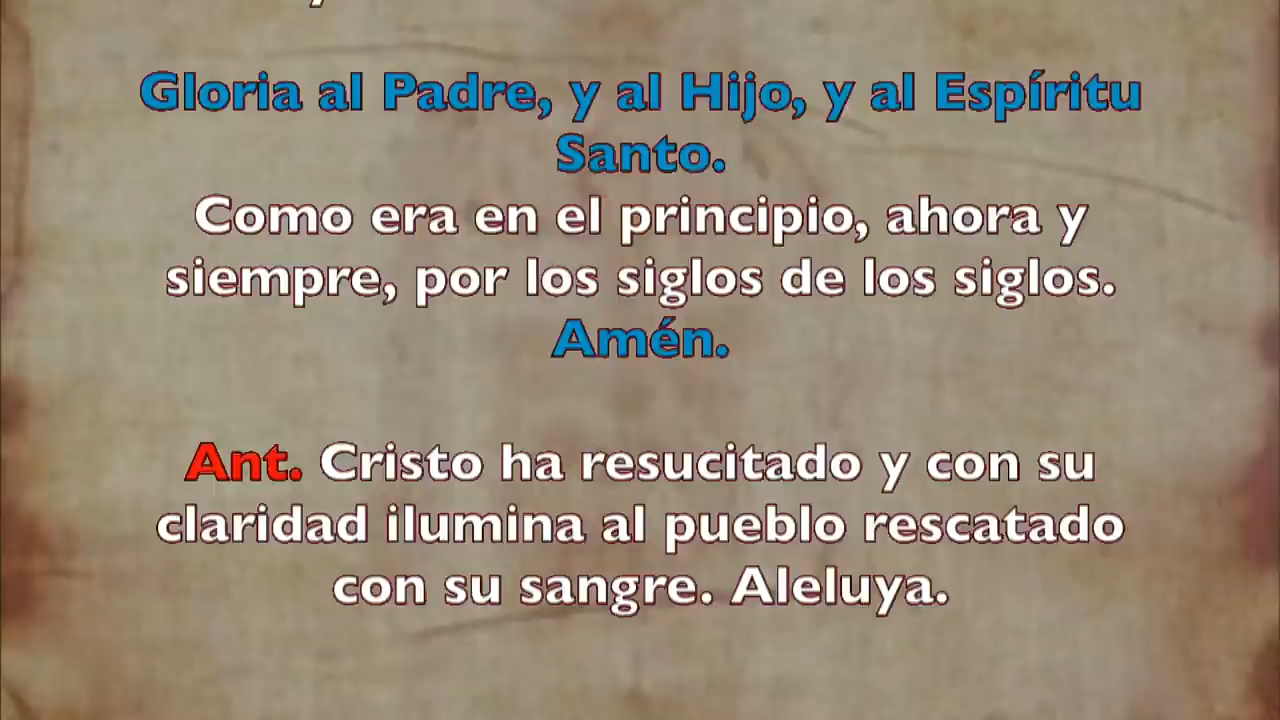 Gloria al Padre, y al Hijo, y al Espíritu
Santo.
Como era en el principio, ahora y
siempre, por los siglos de los siglos.
Amén.
Ant. Cristo ha resucitado y con su
claridad ilumina al pueblo rescatado
con su sangre. Aleluya.